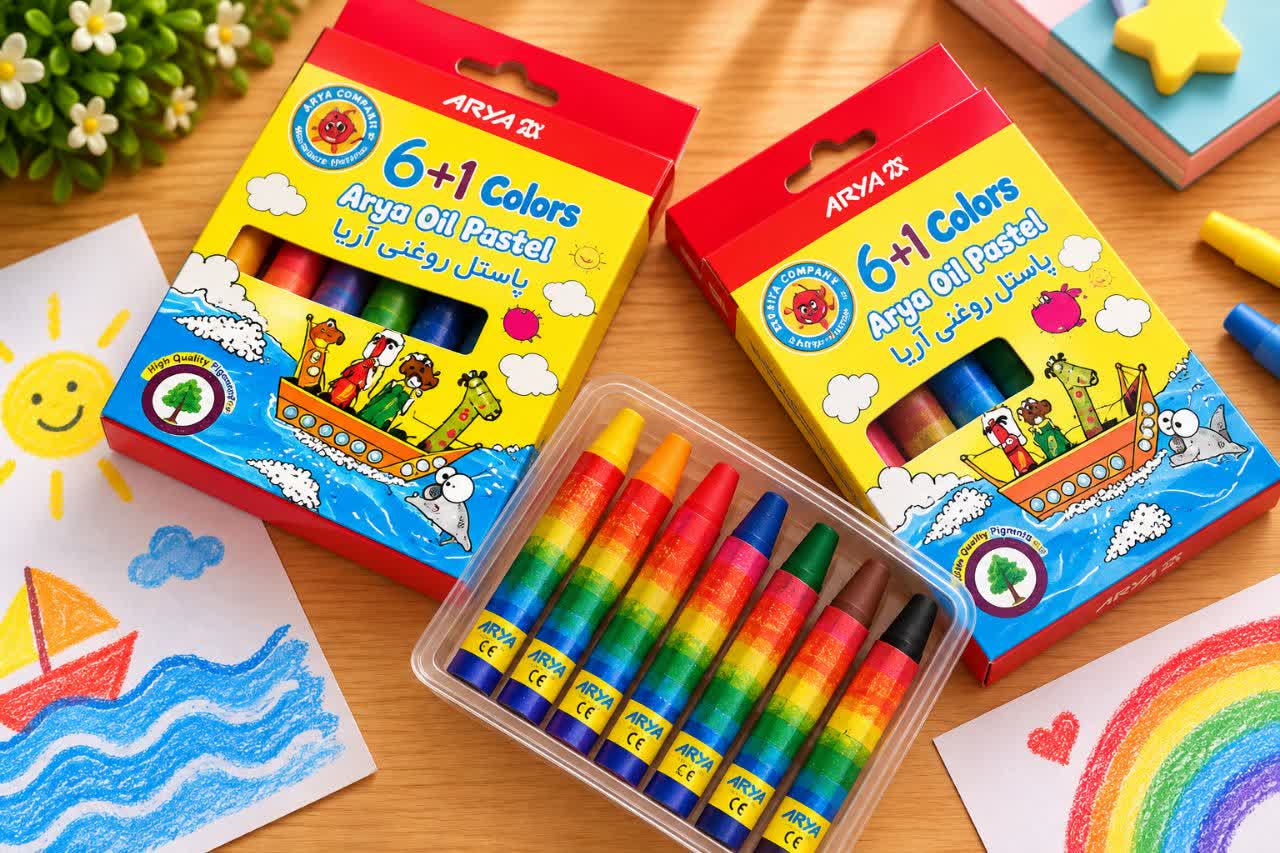 ARYA
ARYA COMPANY
6+1 Colors
Arya Oil Pastel
پاستل روغنی آریا
High Quality
ARYA
COMPANY
6+1 Colors
Arya Oil Pastel
پاستل روغنی آریا
Quality
ARYA
ARYA
CE
ARYA
CE
ARYA
CE
ARYA
CE
ARYA
CE
ARYA
CE
ARYA
CE